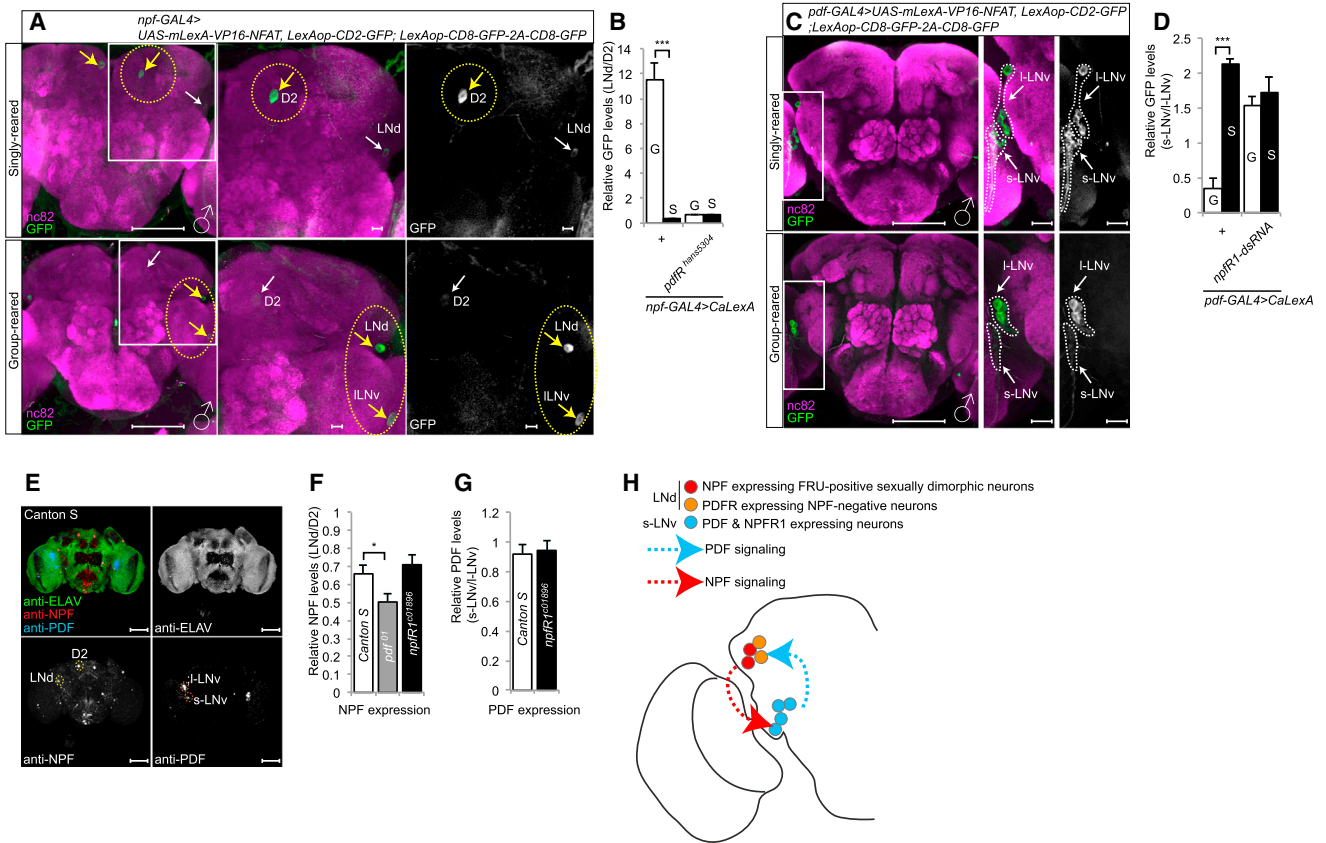 A
npf-GAL4>
UAS-mLexA-VP16-NFAT, LexAop-CD2-GFP; LexAop-CD8-GFP-2A-CD8-GFP
Singly-reared
nc82
GFP
♂
D2
LNd
D2
LNd
GFP
Group-reared
nc82
GFP
♂
D2
LNd
lLNv
D2
LNd
lLNv
GFP
B
Relative GFP levels (LNd/D2)
14
12
10
8
6
4
2
0
***
G
S
G
S
+
pdfR han5304
npf-GAL4>CaLexA
C
pdf-GAL4>UAS-mLexA-VP16-NFAT, LexAop-CD2-GFP
;LexAop-CD8-GFP-2A-CD8-GFP
Singly-reared
nc82
GFP
♂
l-LNv
s-LNv
l-LNv
s-LNv
Group-reared
nc82
GFP
♂
l-LNv
s-LNv
l-LNv
s-LNv
D
Relative GFP levels
(s-LNv/l-LNv)
2.5
2
1.5
1
0.5
0
***
G
S
G
S
+
npfR1-dsRNA
pdf-GAL4>CaLexA
E
Canton S
anti-ELAV
anti-NPF
anti-PDF
anti-ELAV
D2
LNd
anti-NPF
l-LNv
s-LNv
anti-PDF
F
Relative NPF levels (LNd/D2)
1
0.9
0.8
0.7
0.6
0.5
0.4
0.3
0.2
0.1
0
*
Canton S
pdf 01
npfR1c01896
NPF expression
G
Relative PDF levels
(s-LNv/l-LNv)
1.2
1
0.8
0.6
0.4
0.2
0
Canton S
npfR1c01896
PDF expression
H
LNd
NPF expressing FRU-positive sexually dimorphic neurons
PDFR expressing NPF-negative neurons
s-LNv
PDF & NPFR1 expressing neurons
PDF signaling
NPF signaling